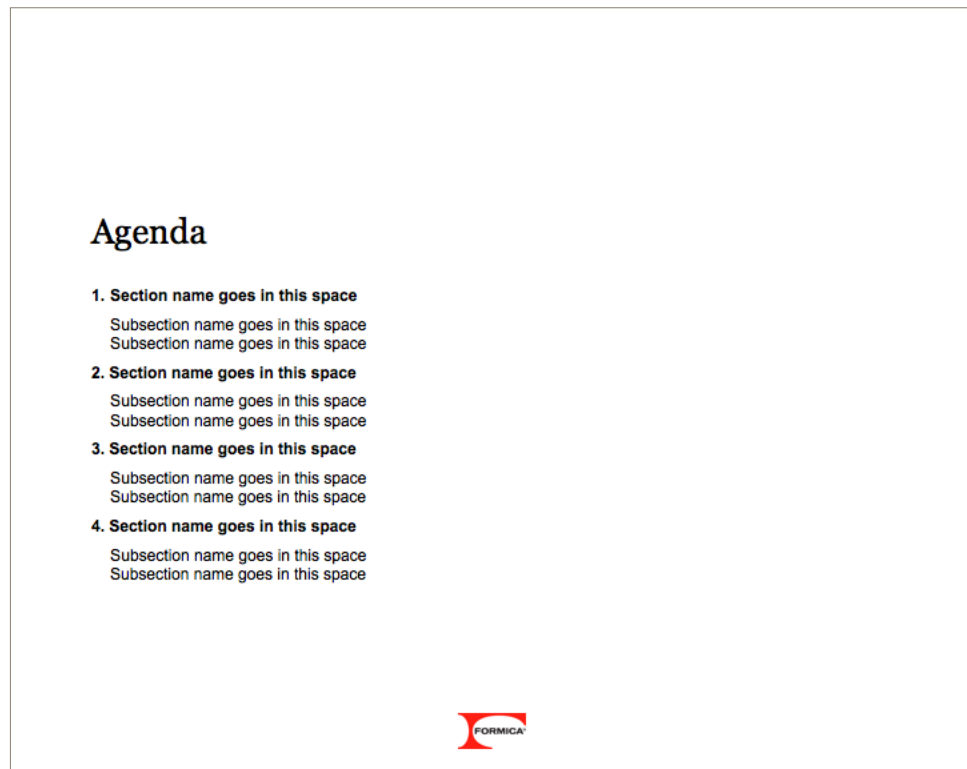 Agenda
1. Section name goes in this space
Subsection name goes in this space
Subsection name goes in this space
2. Section name goes in this space
Subsection name goes in this space
Subsection name goes in this space
3. Section name goes in this space
Subsection name goes in this space
Subsection name goes in this space
4. Section name goes in this space
Subsection name goes in this space
Subsection name goes in this space
FORMICA